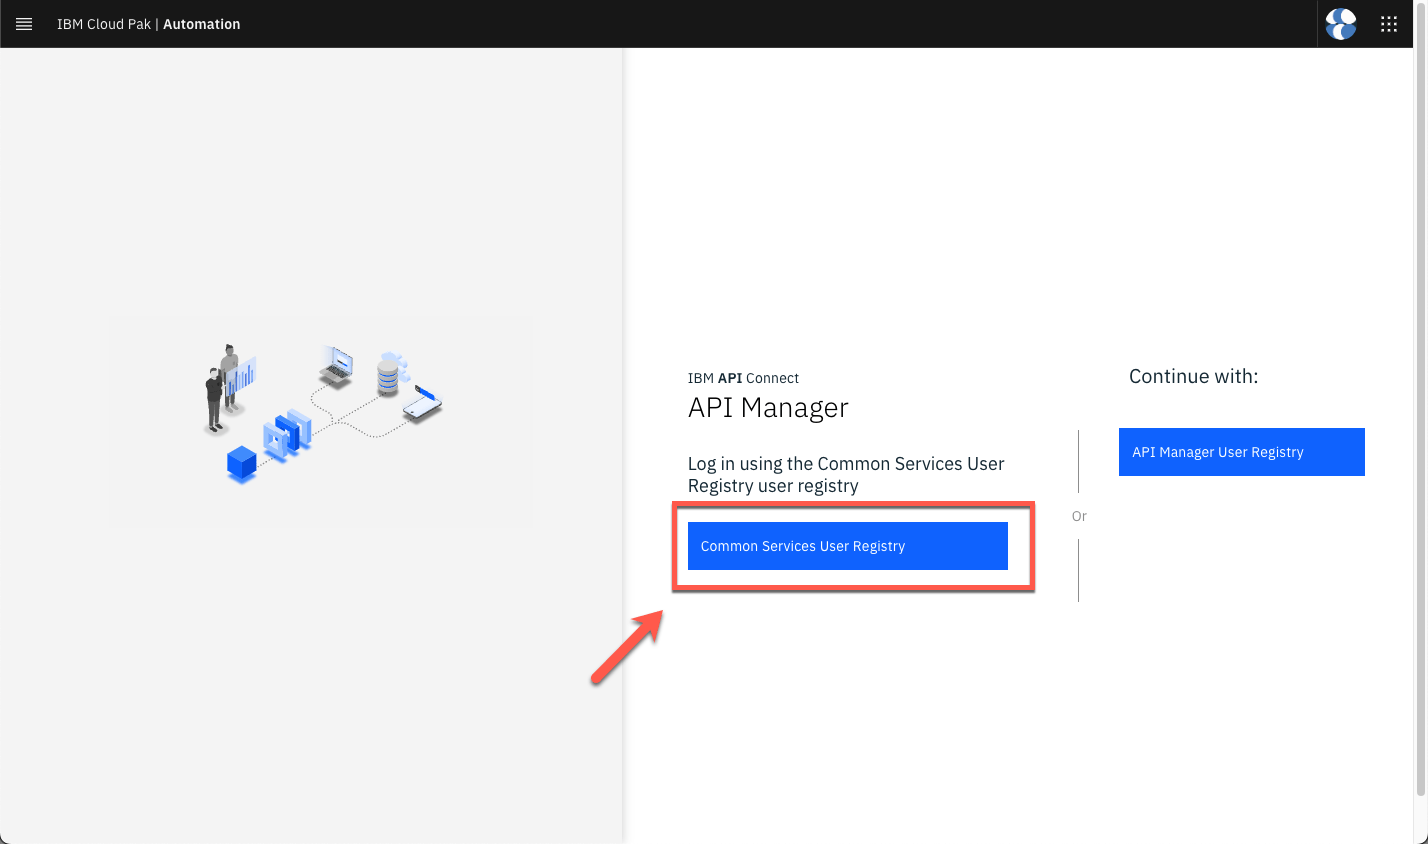 IBM Cloud Pak | Automation
IBM API Connect
API Manager
Log in using the Common Services User
Registry user registry
Common Services User Registry
Or
Continue with:
API Manager User Registry